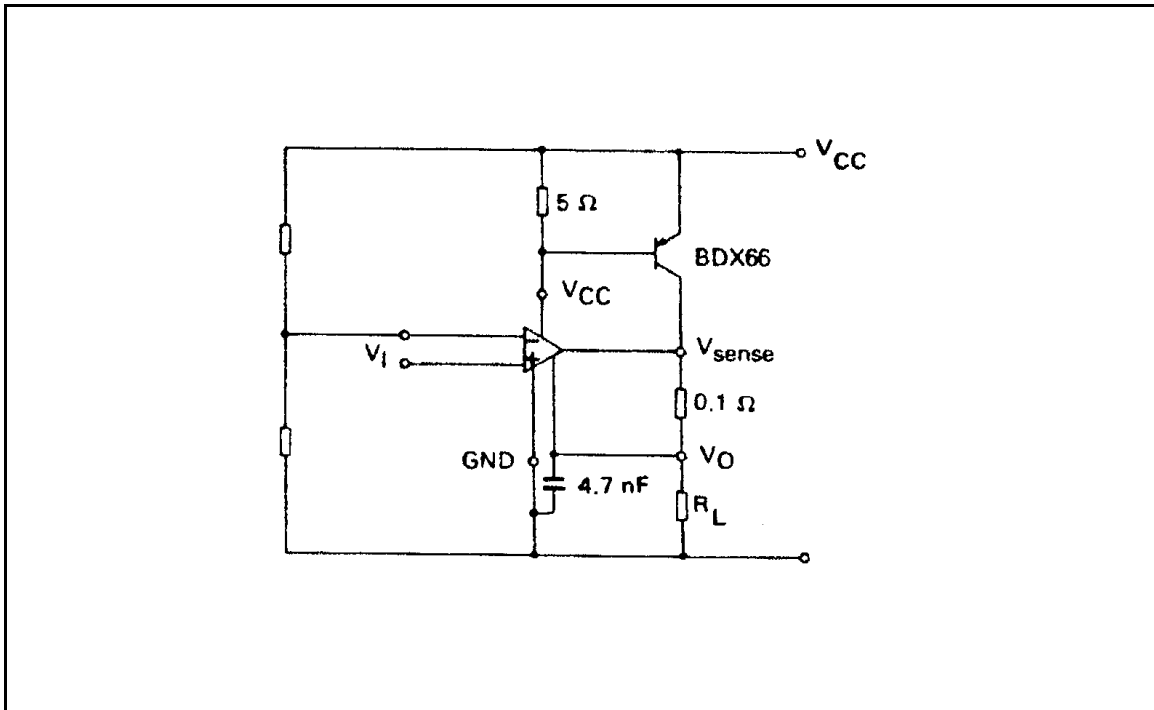 V_CC
5 Ω
BDX66
V_CC
V_I
−
+
V_sense
0.1 Ω
GND
V_O
4.7 nF
R_L